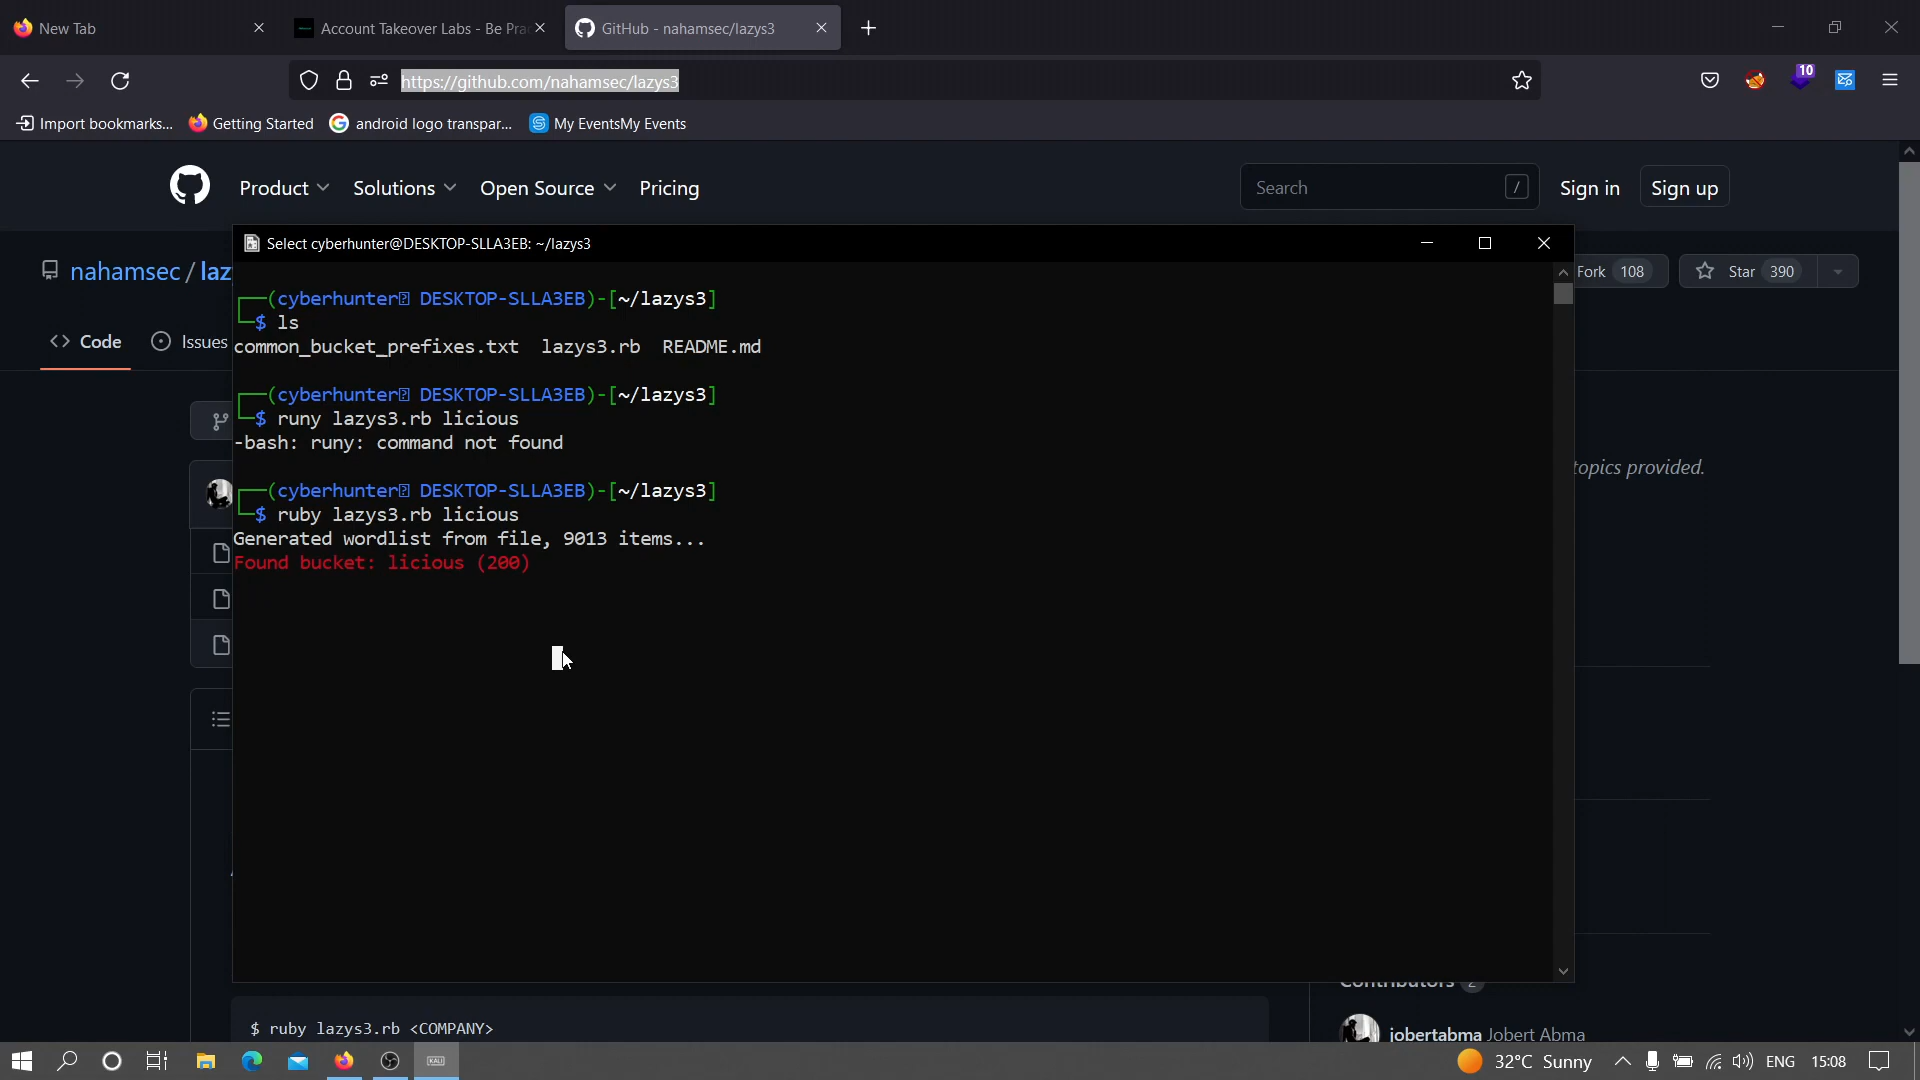 New Tab
Account Takeover Labs - Be Prac
GitHub - nahamsec/lazys3
https://github.com/nahamsec/lazys3
10
Import bookmarks...
Getting Started
android logo transpar...
My EventsMy Events
Product
Solutions
Open Source
Pricing
Search
/
Sign in
Sign up
nahamsec / laz
Fork 108
Star 390
Code
Issues
Select cyberhunter@DESKTOP-SLLA3EB: ~/lazys3
┌──(cyberhunter DESKTOP-SLLA3EB)-[~/lazys3]
└─$ ls
common_bucket_prefixes.txt lazys3.rb README.md
┌──(cyberhunter DESKTOP-SLLA3EB)-[~/lazys3]
└─$ runy lazys3.rb licious
-bash: runy: command not found
topics provided.
┌──(cyberhunter DESKTOP-SLLA3EB)-[~/lazys3]
└─$ ruby lazys3.rb licious
Generated wordlist from file, 9013 items...
Found bucket: licious (200)
Contributors 2
$ ruby lazys3.rb <COMPANY>
jobertabma Jobert Abma
KALI
32°C Sunny
ENG
15:08